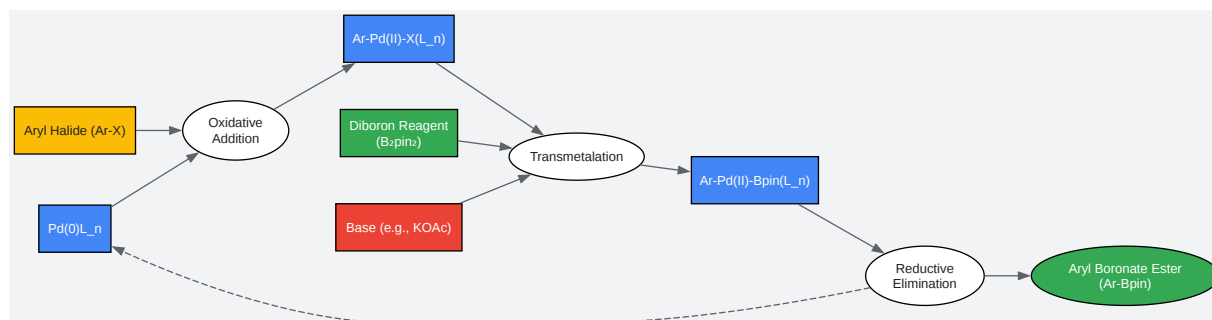 Ar-Pd(II)-X(L_n)
Aryl Halide (Ar-X)
Oxidative
Addition
Diboron Reagent
(B₂pin₂)
Transmetalation
Ar-Pd(II)-Bpin(L_n)
Pd(0)L_n
Base (e.g., KOAc)
Reductive
Elimination
Aryl Boronate Ester
(Ar-Bpin)